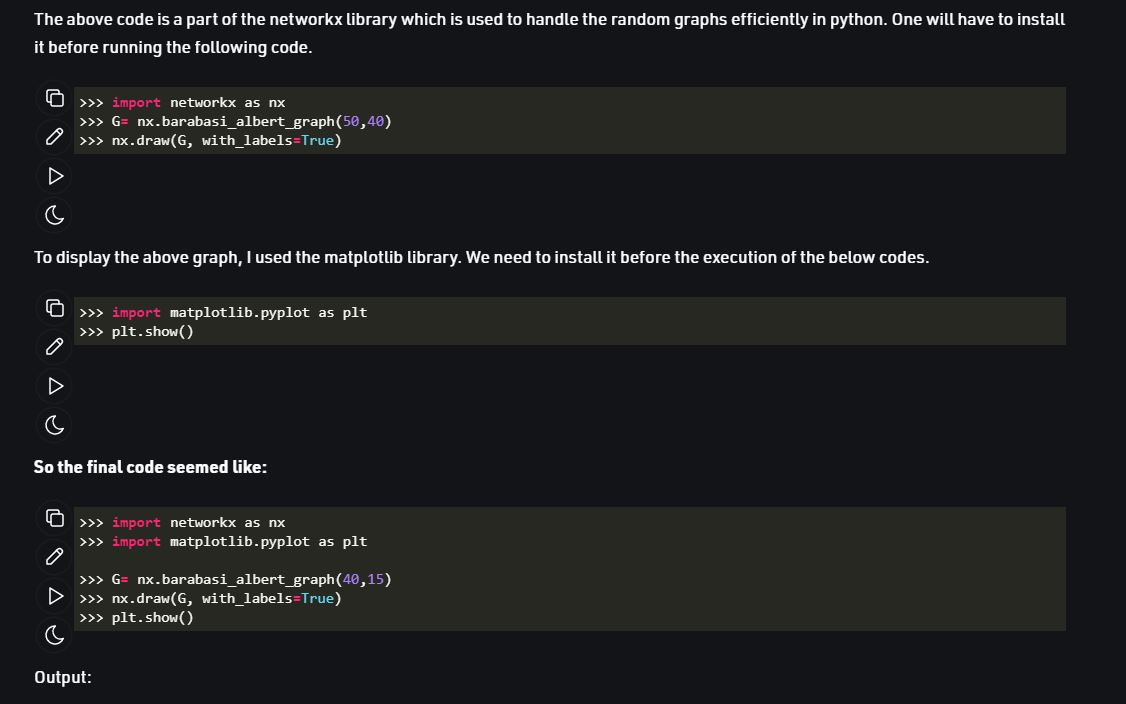 The above code is a part of the networkx library which is used to handle the random graphs efficiently in python. One will have to install
it before running the following code.
>>> import networkx as nx
>>> G= nx.barabasi_albert_graph(50,40)
>>> nx.draw(G, with_labels=True)
To display the above graph, I used the matplotlib library. We need to install it before the execution of the below codes.
>>> import matplotlib.pyplot as plt
>>> plt.show()
So the final code seemed like:
>>> import networkx as nx
>>> import matplotlib.pyplot as plt
>>> G= nx.barabasi_albert_graph(40,15)
>>> nx.draw(G, with_labels=True)
>>> plt.show()
Output: